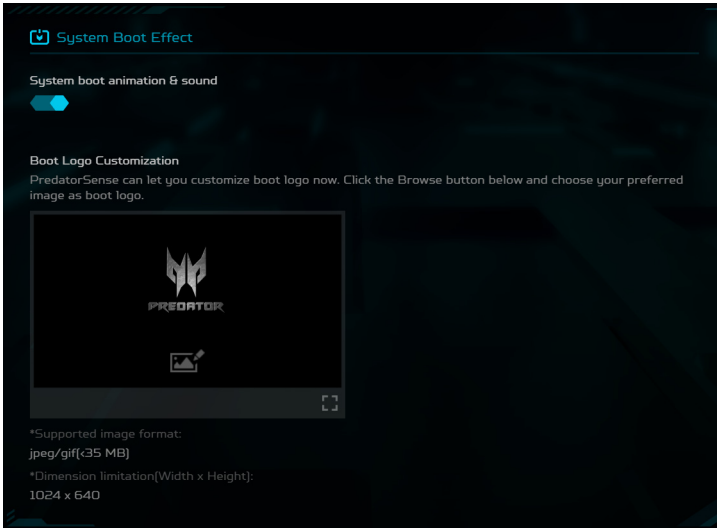 System Boot Effect
System boot animation & sound
Boot Logo Customization
PredatorSense can let you customize boot logo now. Click the Browse button below and choose your preferred
image as boot logo.
PREDATOR
*Supported image format:
jpeg/gif(<35 MB)
*Dimension limitation(Width x Height):
1024 x 640